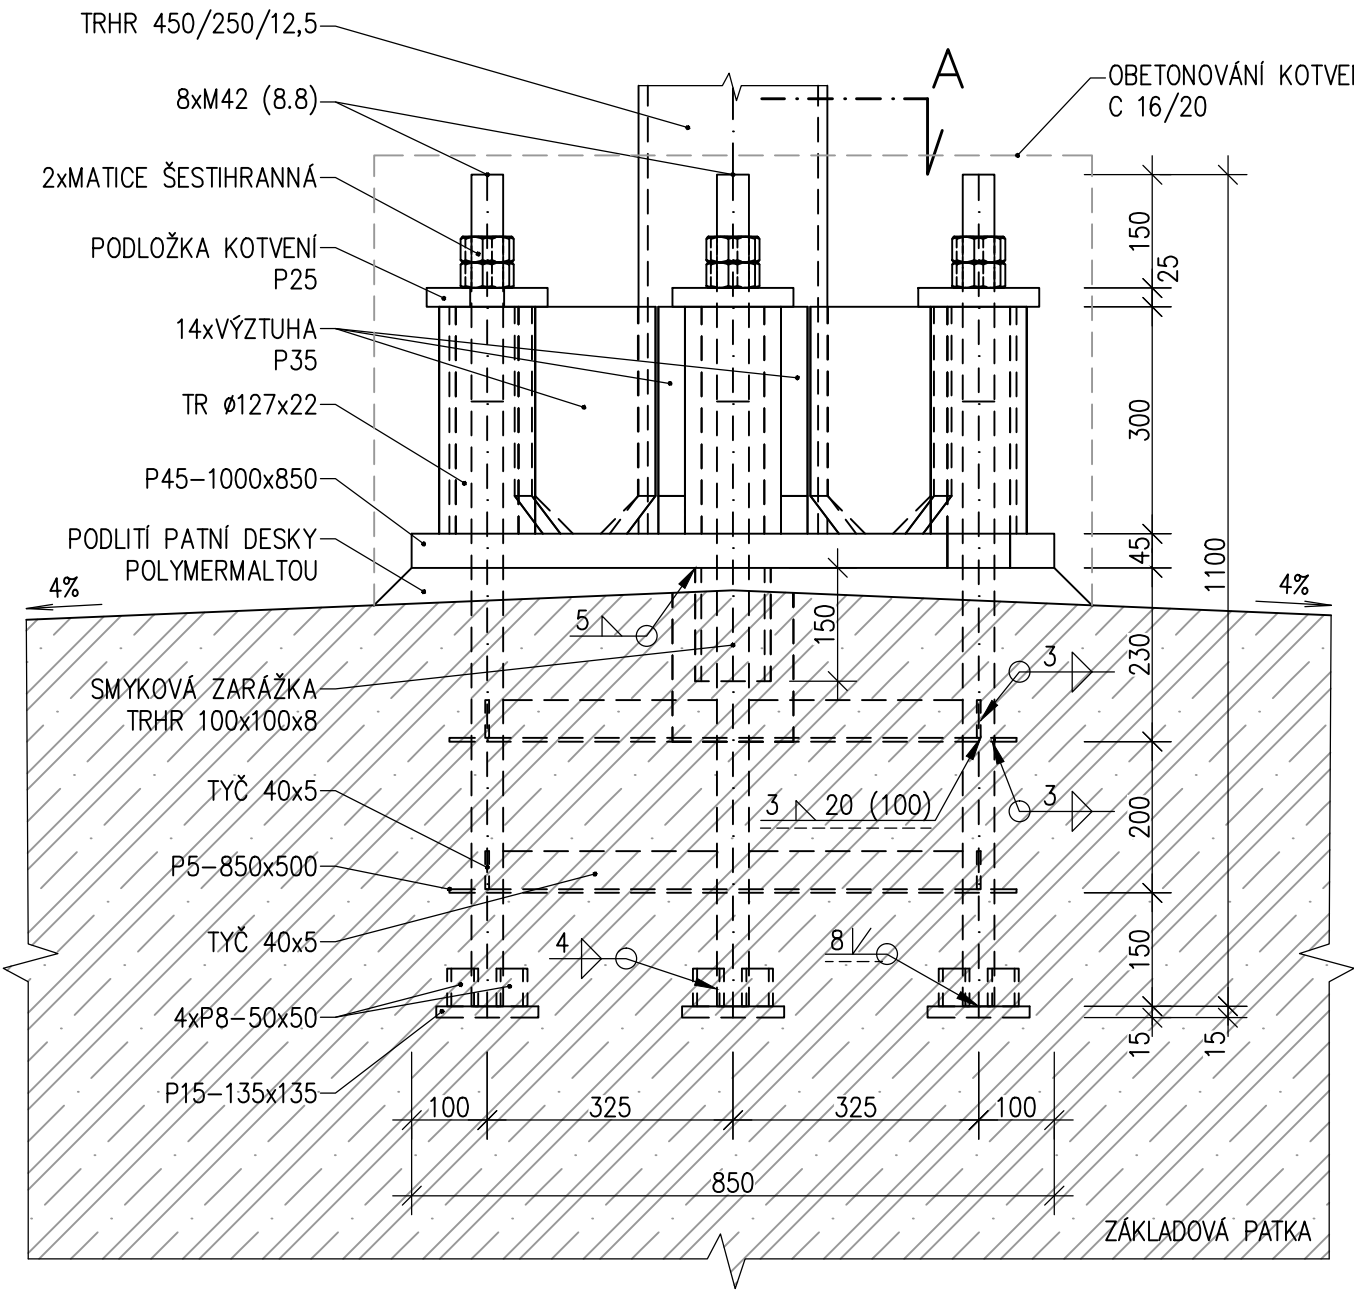 TRHR 450/250/12,5
8xM42 (8.8)
2xMATICE ŠESTIHRANNÁ
PODLOŽKA KOTVENÍ
P25
14xVÝZTUHA
P35
TR ø127x22
P45-1000x850
PODLITÍ PATNÍ DESKY
POLYMERMALTOU
4%
SMYKOVÁ ZARÁŽKA
TRHR 100x100x8
TYČ 40x5
P5-850x500
TYČ 40x5
4xP8-50x50
P15-135x135
A
OBETONOVÁNÍ KOTVE
C 16/20
150
25
300
45
1100
4%
230
200
150
15
15
5
150
3
3 20 (100)
3
4
8
100
325
325
100
850
ZÁKLADOVÁ PATKA